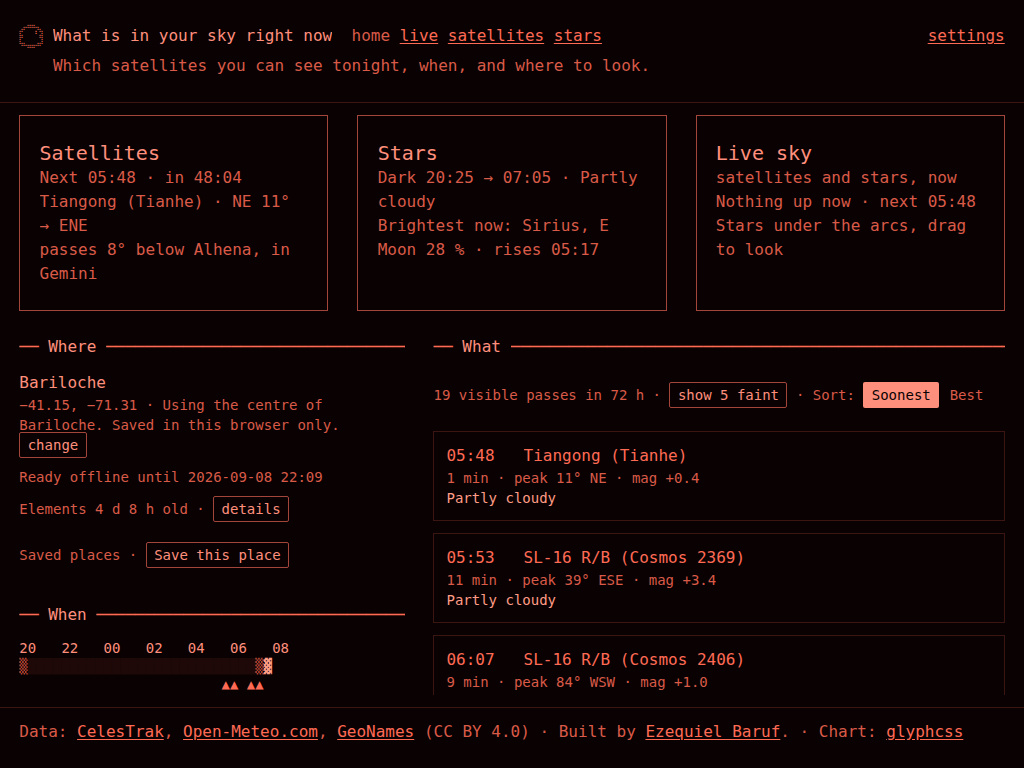 What is in your sky right now home live satellites stars settings
Which satellites you can see tonight, when, and where to look.
Satellites
Next 05:48 · in 48:04
Tiangong (Tianhe) · NE 11°
→ ENE
passes 8° below Alhena, in
Gemini
Stars
Dark 20:25 → 07:05 · Partly
cloudy
Brightest now: Sirius, E
Moon 28 % · rises 05:17
Live sky
satellites and stars, now
Nothing up now · next 05:48
Stars under the arcs, drag
to look
Where
Bariloche
−41.15, −71.31 · Using the centre of
Bariloche. Saved in this browser only.
change
Ready offline until 2026-09-08 22:09
Elements 4 d 8 h old · details
Saved places · Save this place
When
20 22 00 02 04 06 08
What
19 visible passes in 72 h · show 5 faint · Sort: Soonest Best
05:48 Tiangong (Tianhe)
1 min · peak 11° NE · mag +0.4
Partly cloudy
05:53 SL-16 R/B (Cosmos 2369)
11 min · peak 39° ESE · mag +3.4
Partly cloudy
06:07 SL-16 R/B (Cosmos 2406)
9 min · peak 84° WSW · mag +1.0
Data: CelesTrak, Open-Meteo.com, GeoNames (CC BY 4.0) · Built by Ezequiel Baruf. · Chart: glyphcss